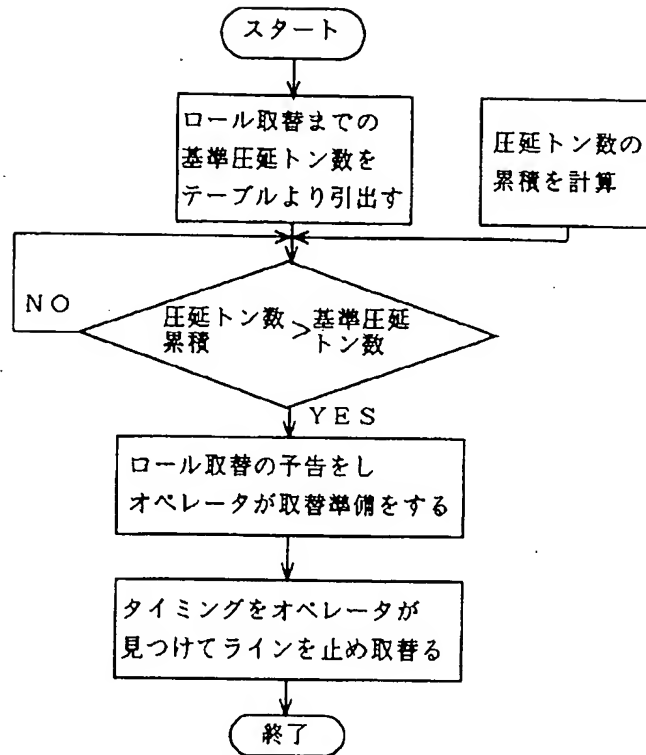 スタート
ロール取替までの
基準圧延トン数を
テーブルより引出す
圧延トン数の
累積を計算
NO
圧延トン数
累積
>
基準圧延
トン数
YES
ロール取替の予告をし
オペレータが取替準備をする
タイミングをオペレータが
見つけてラインを止め取替る
終了